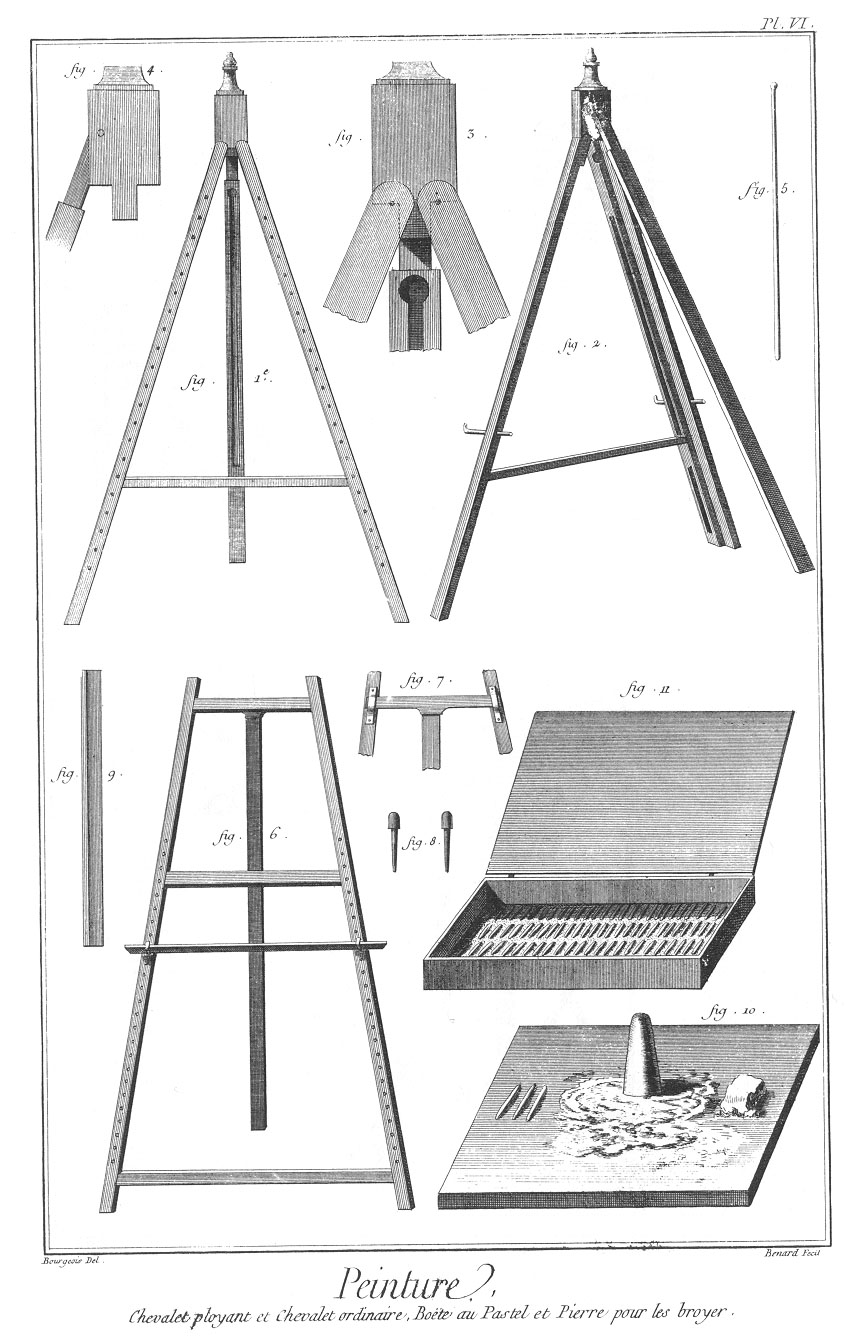 Pl. VI.
fig. 4.
fig. 3.
fig. 5.
fig. 1.e
fig. 2.
fig. 7.
fig. 11.
fig. 9.
fig. 6.
fig. 8.
fig. 10.
Bourgeois Del.
Benard Fecit
Peinture,
Chevalet ployant et Chevalet ordinaire, Boëte au Pastel et Pierre pour les broyer.